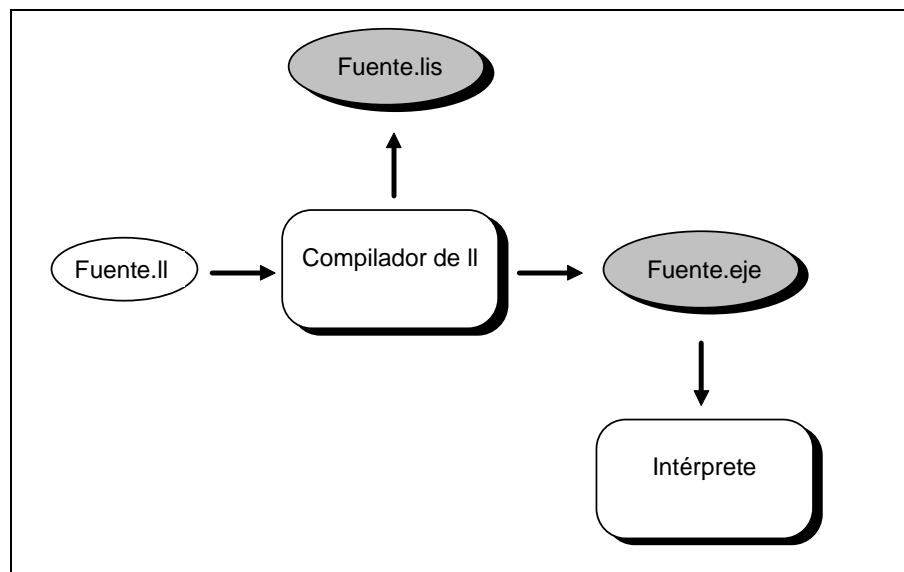 Fuente.lis
Fuente.ll
Compilador de ll
Fuente.eje
Intérprete